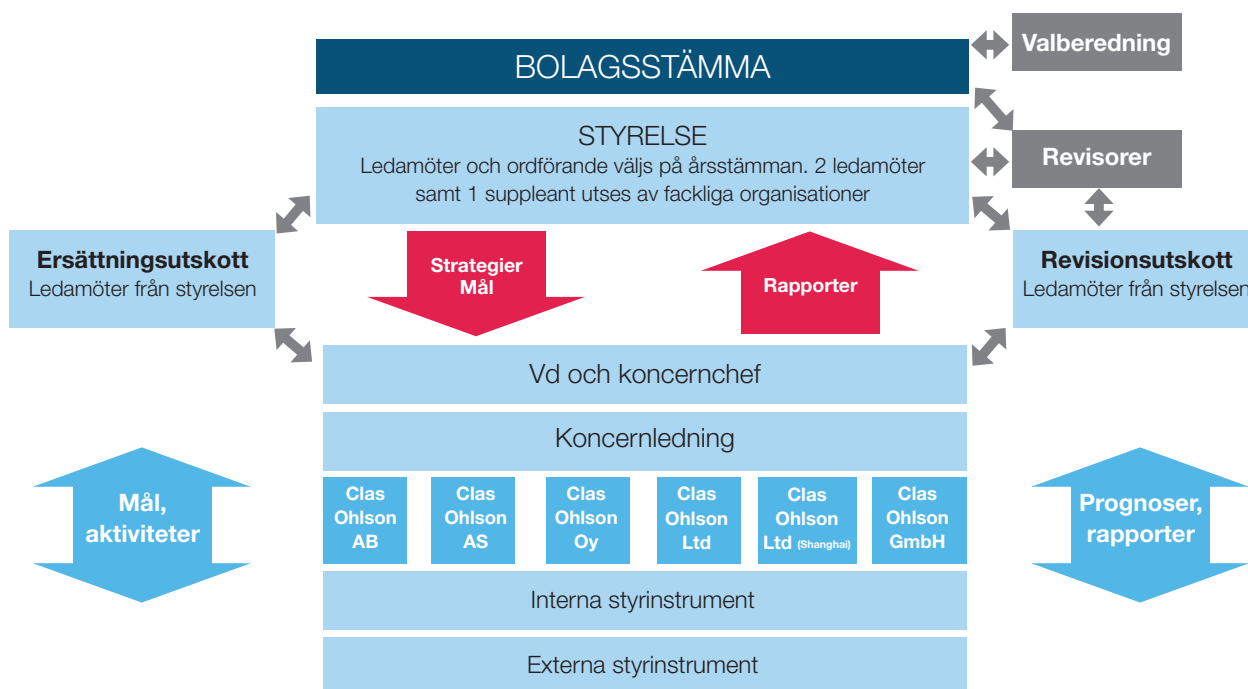 Valberedning
BOLAGSSTÄMMA
STYRELSE
Ledamöter och ordförande väljs på årsstämman. 2 ledamöter
samt 1 suppleant utses av fackliga organisationer
Revisorer
Ersättningsutskott
Ledamöter från styrelsen
Strategier
Mål
Rapporter
Revisionsutskott
Ledamöter från styrelsen
Vd och koncernchef
Koncernledning
Mål,
aktiviteter
Clas
Ohlson
AB
Clas
Ohlson
AS
Clas
Ohlson
Oy
Clas
Ohlson
Ltd
Clas
Ohlson
Ltd (Shanghai)
Clas
Ohlson
GmbH
Prognoser,
rapporter
Interna styrinstrument
Externa styrinstrument